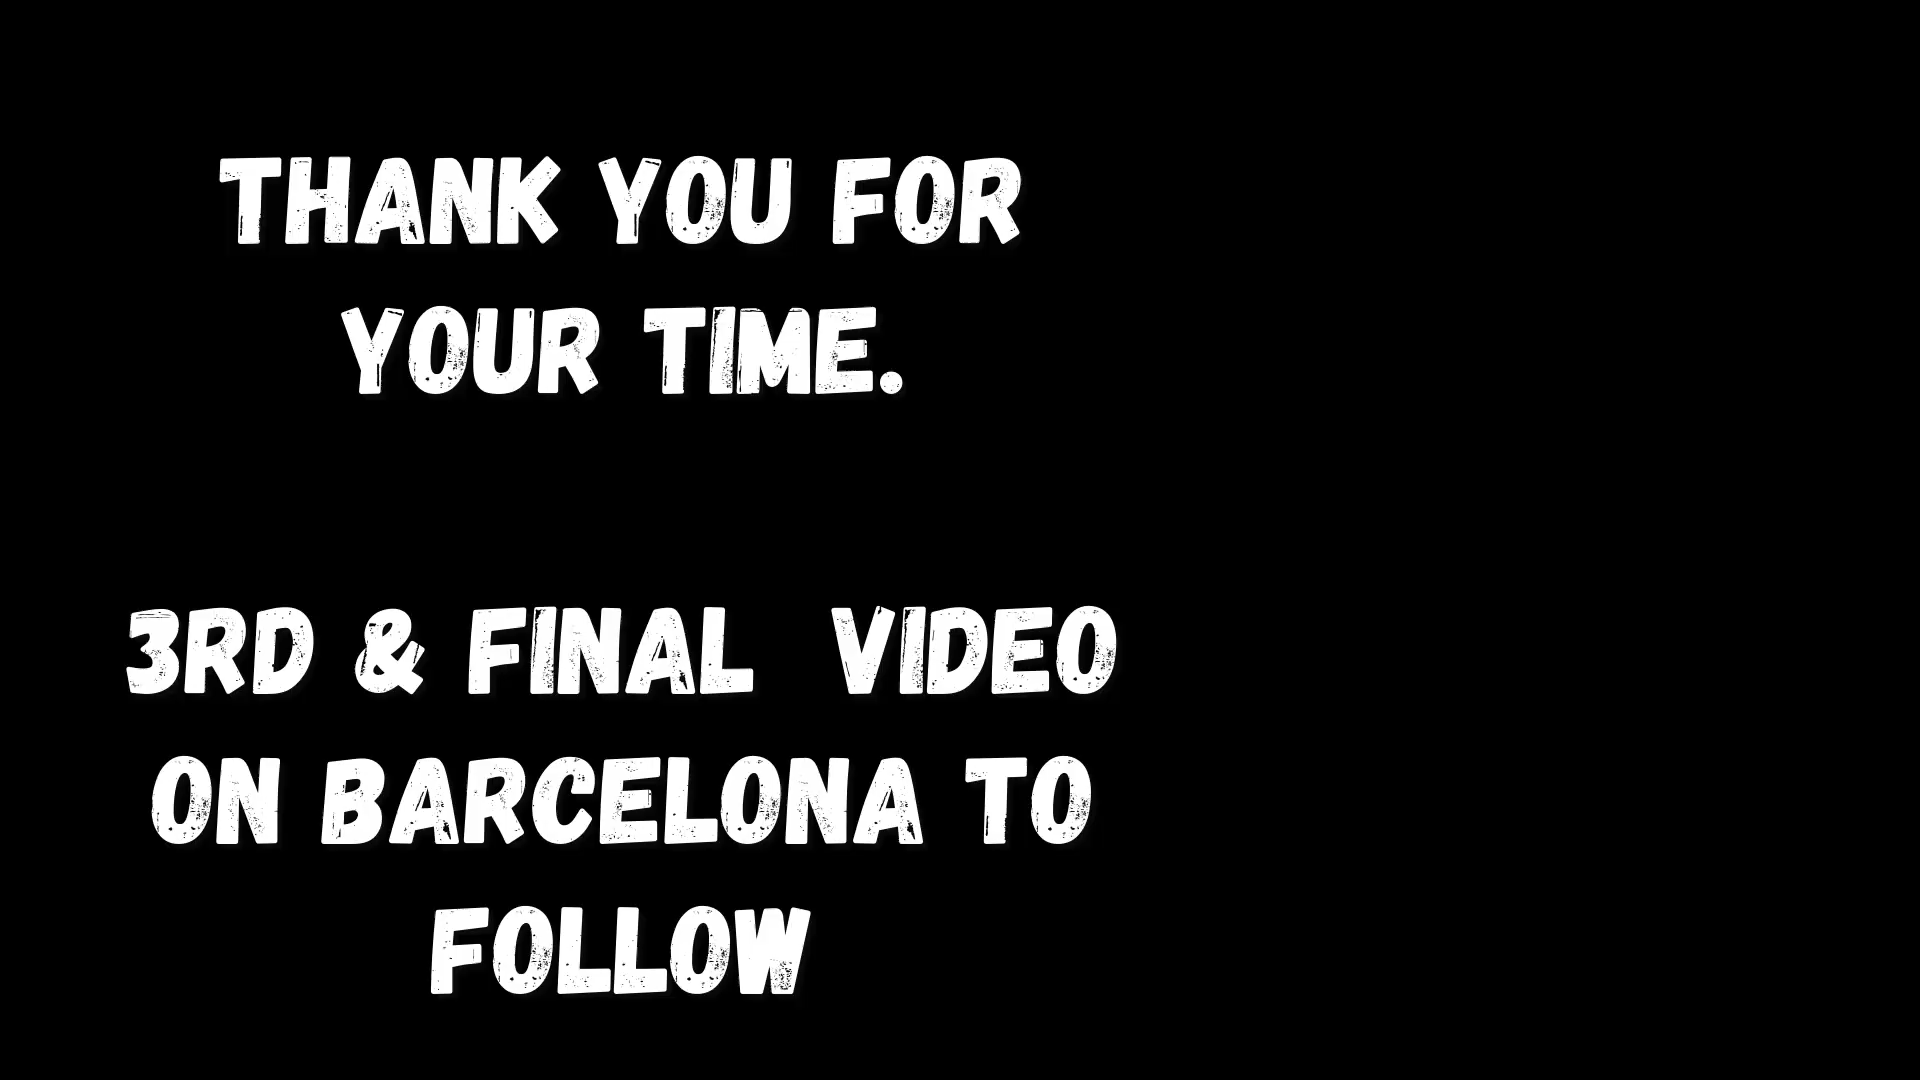 THANK YOU FOR
YOUR TIME.
3RD & FINAL  VIDEO
ON BARCELONA TO
FOLLOW